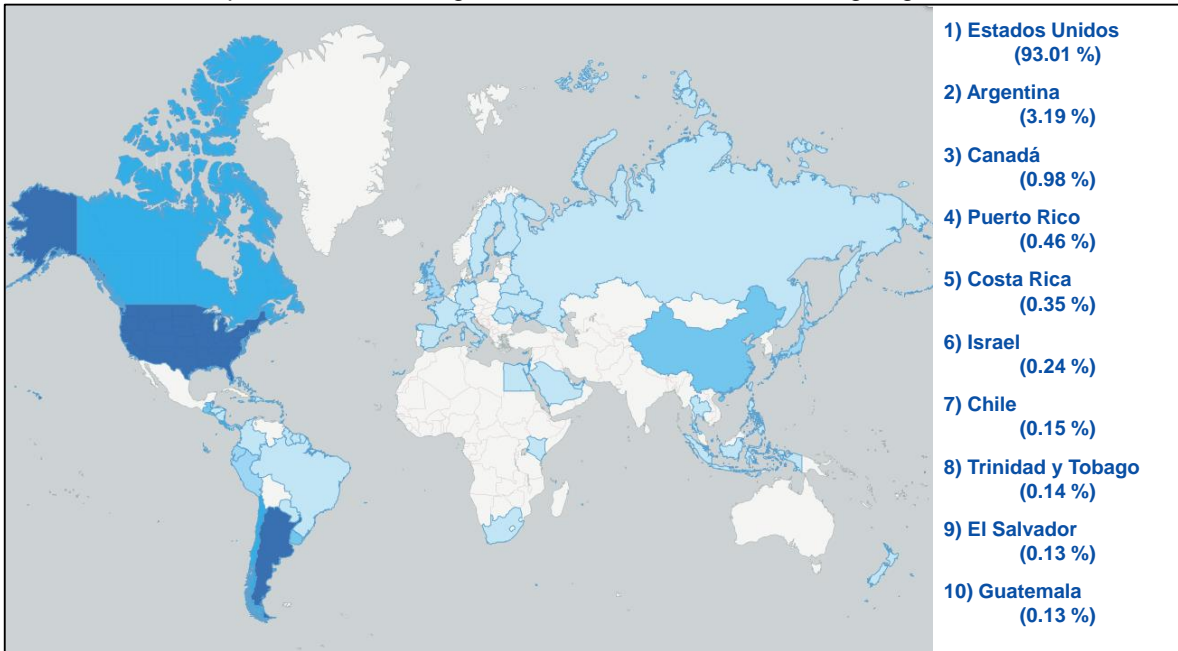 1) Estados Unidos
(93.01 %)
2) Argentina
(3.19 %)
3) Canadá
(0.98 %)
4) Puerto Rico
(0.46 %)
5) Costa Rica
(0.35 %)
6) Israel
(0.24 %)
7) Chile
(0.15 %)
8) Trinidad y Tobago
(0.14 %)
9) El Salvador
(0.13 %)
10) Guatemala
(0.13 %)